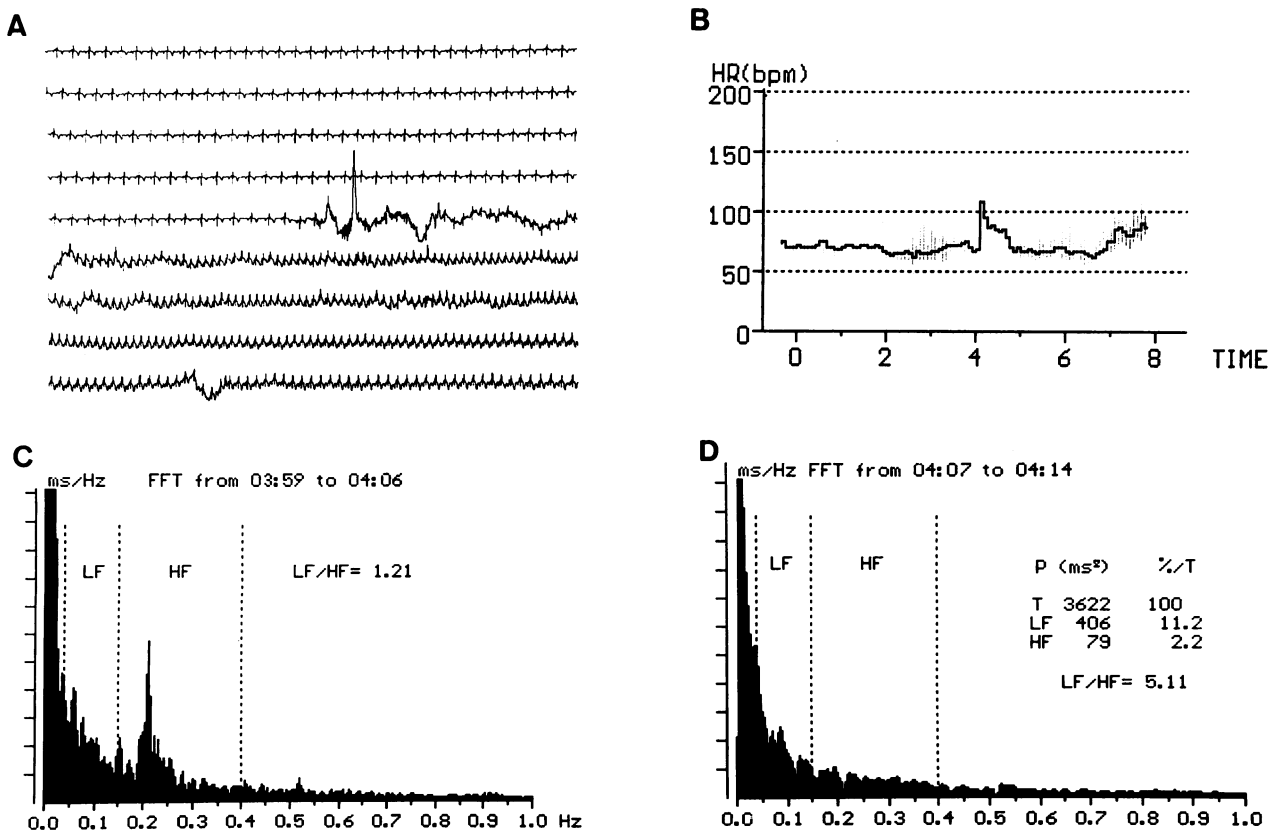 A
B
HR(bpm)
200
150
100
50
0
0 2 4 6 8 TIME
C
ms/Hz FFT from 03:59 to 04:06
LF HF LF/HF= 1.21
0.0 0.1 0.2 0.3 0.4 0.5 0.6 0.7 0.8 0.9 1.0 Hz
D
ms/Hz FFT from 04:07 to 04:14
LF HF
P (ms²) %/T
T 3622 100
LF 406 11.2
HF 79 2.2
LF/HF= 5.11
0.0 0.1 0.2 0.3 0.4 0.5 0.6 0.7 0.8 0.9 1.0